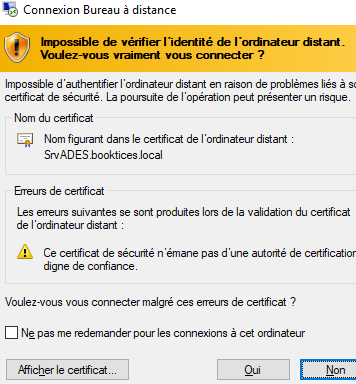 Connexion Bureau à distance
Impossible de vérifier l'identité de l'ordinateur distant.
Voulez-vous vraiment vous connecter ?
Impossible d'authentifier l'ordinateur distant en raison de problèmes liés à so
certificat de sécurité. La poursuite de l'opération peut présenter un risque.
Nom du certificat
Nom figurant dans le certificat de l'ordinateur distant :
SrvADES.booktices.local
Erreurs de certificat
Les erreurs suivantes se sont produites lors de la validation du certificat
de l'ordinateur distant :
Ce certificat de sécurité n'émane pas d'une autorité de certification
digne de confiance.
Voulez-vous vous connecter malgré ces erreurs de certificat ?
Ne pas me redemander pour les connexions à cet ordinateur
Afficher le certificat... Oui Non